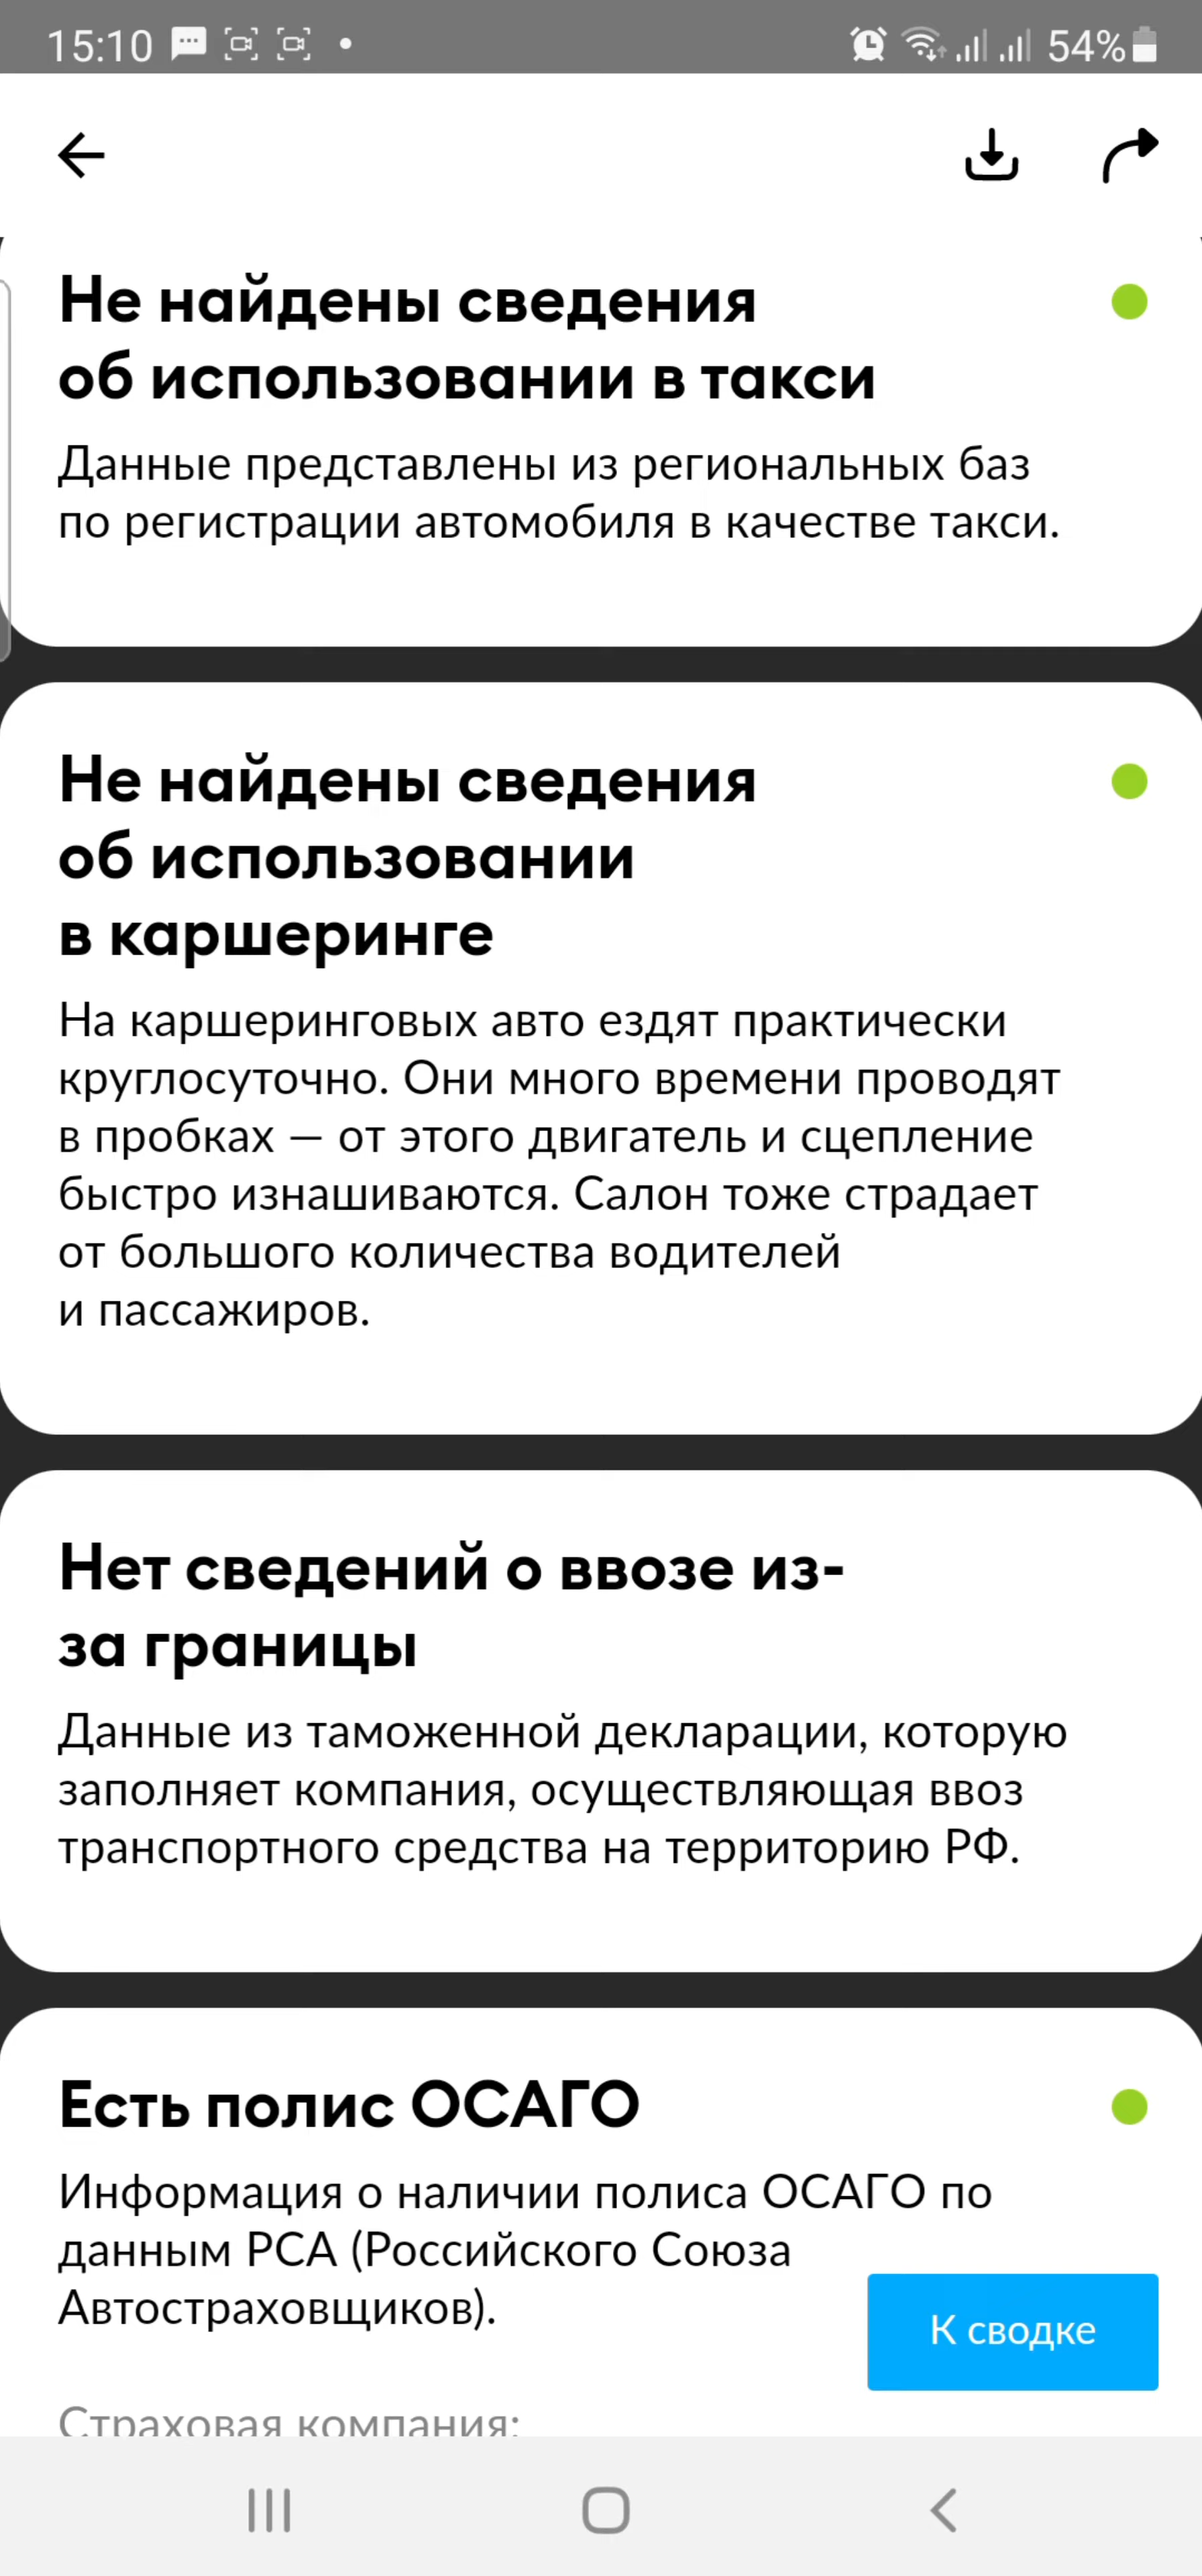 15:10
54%
Не найдены сведения
об использовании в такси
Данные представлены из региональных баз
по регистрации автомобиля в качестве такси.
Не найдены сведения
об использовании
в каршеринге
На каршеринговых авто ездят практически
круглосуточно. Они много времени проводят
в пробках — от этого двигатель и сцепление
быстро изнашиваются. Салон тоже страдает
от большого количества водителей
и пассажиров.
Нет сведений о ввозе из-
за границы
Данные из таможенной декларации, которую
заполняет компания, осуществляющая ввоз
транспортного средства на территорию РФ.
Есть полис ОСАГО
Информация о наличии полиса ОСАГО по
данным РСА (Российского Союза
Автостраховщиков).
К сводке
Страховая компания: